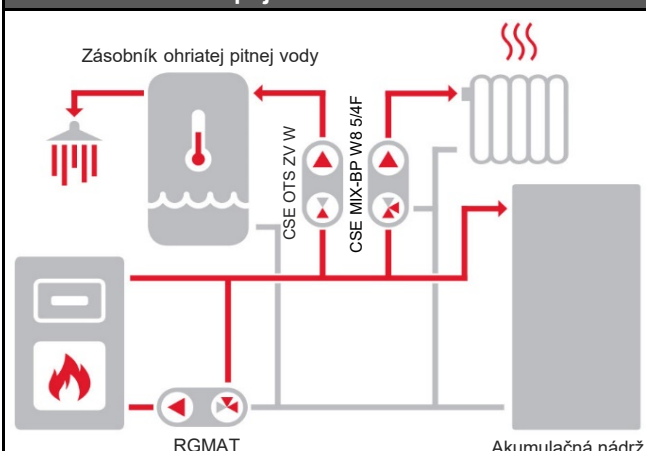 Zásobník ohriatej pitnej vody
CSE OTS ZV W
CSE MIX-BP W8 5/4F
RGMAT
Akumulačná nádrž